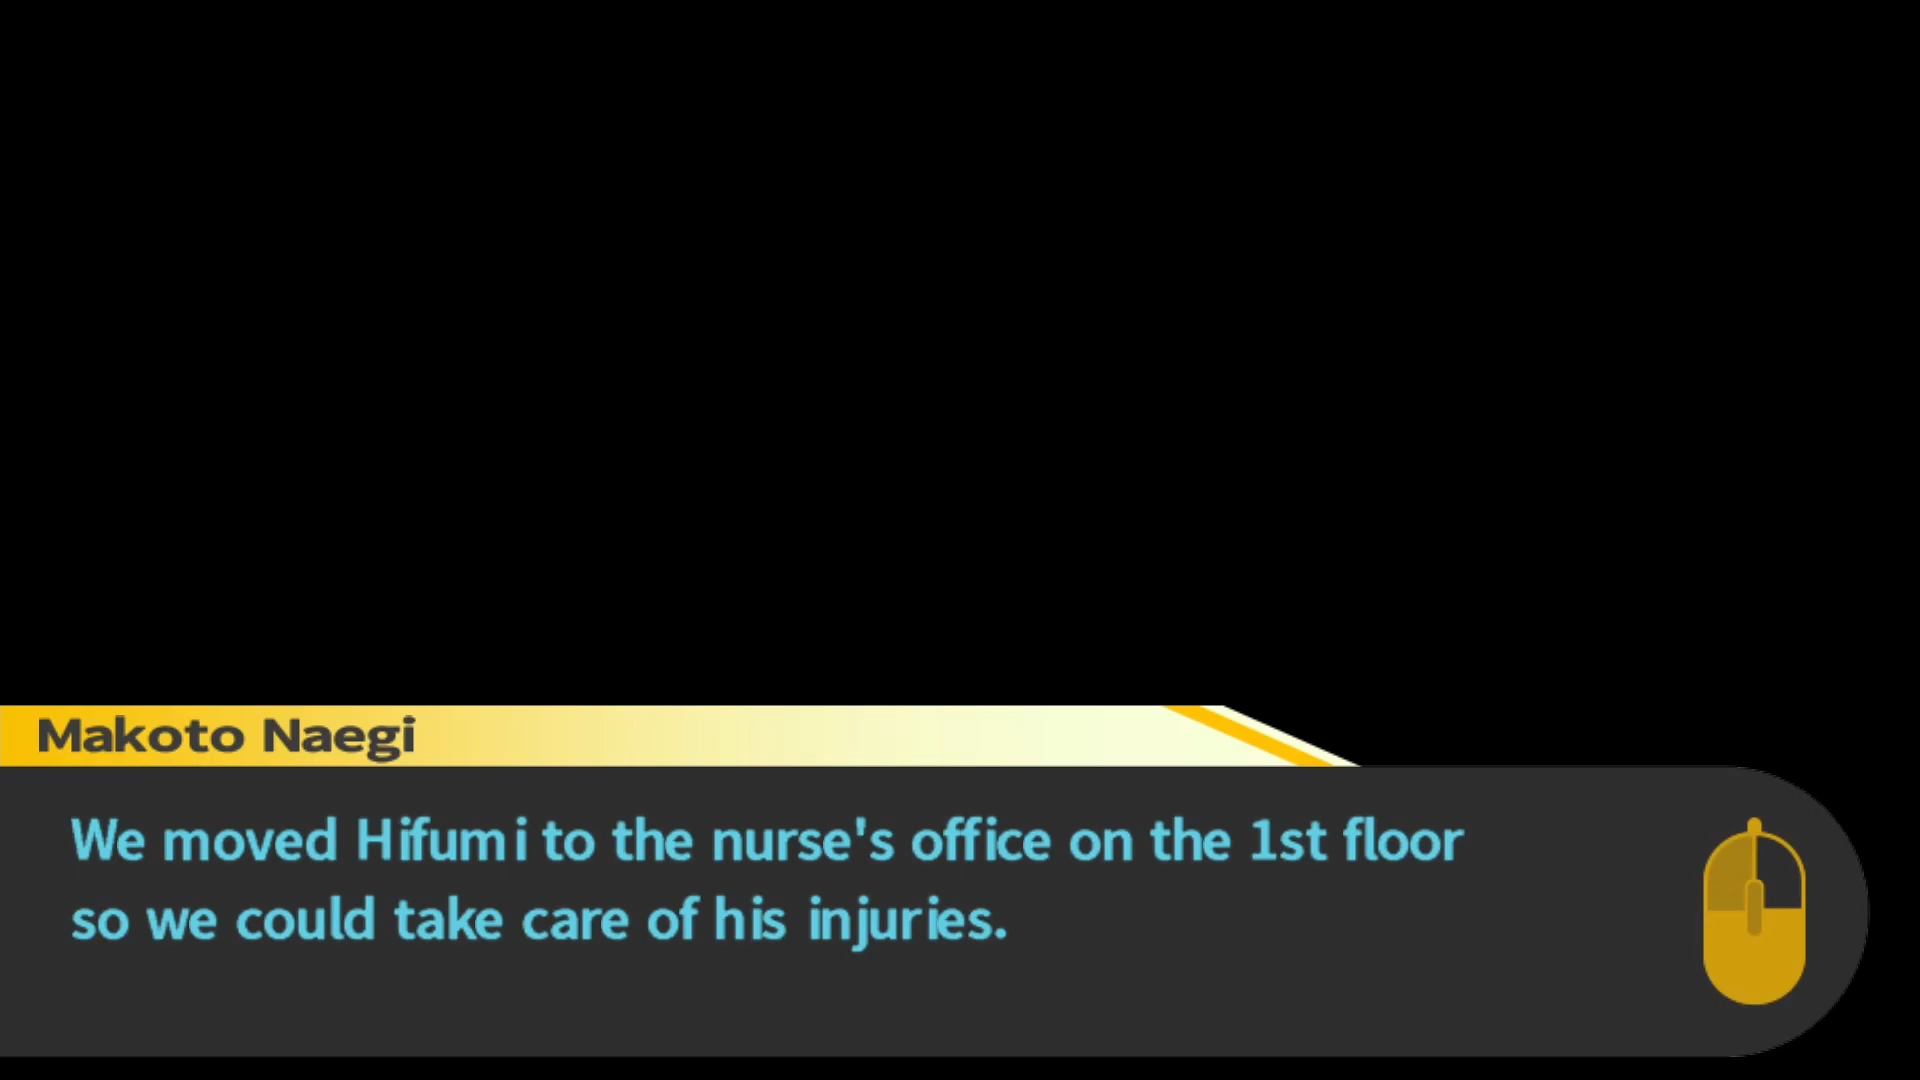 Makoto Naegi
We moved Hifumi to the nurse's office on the 1st floor
so we could take care of his injuries.